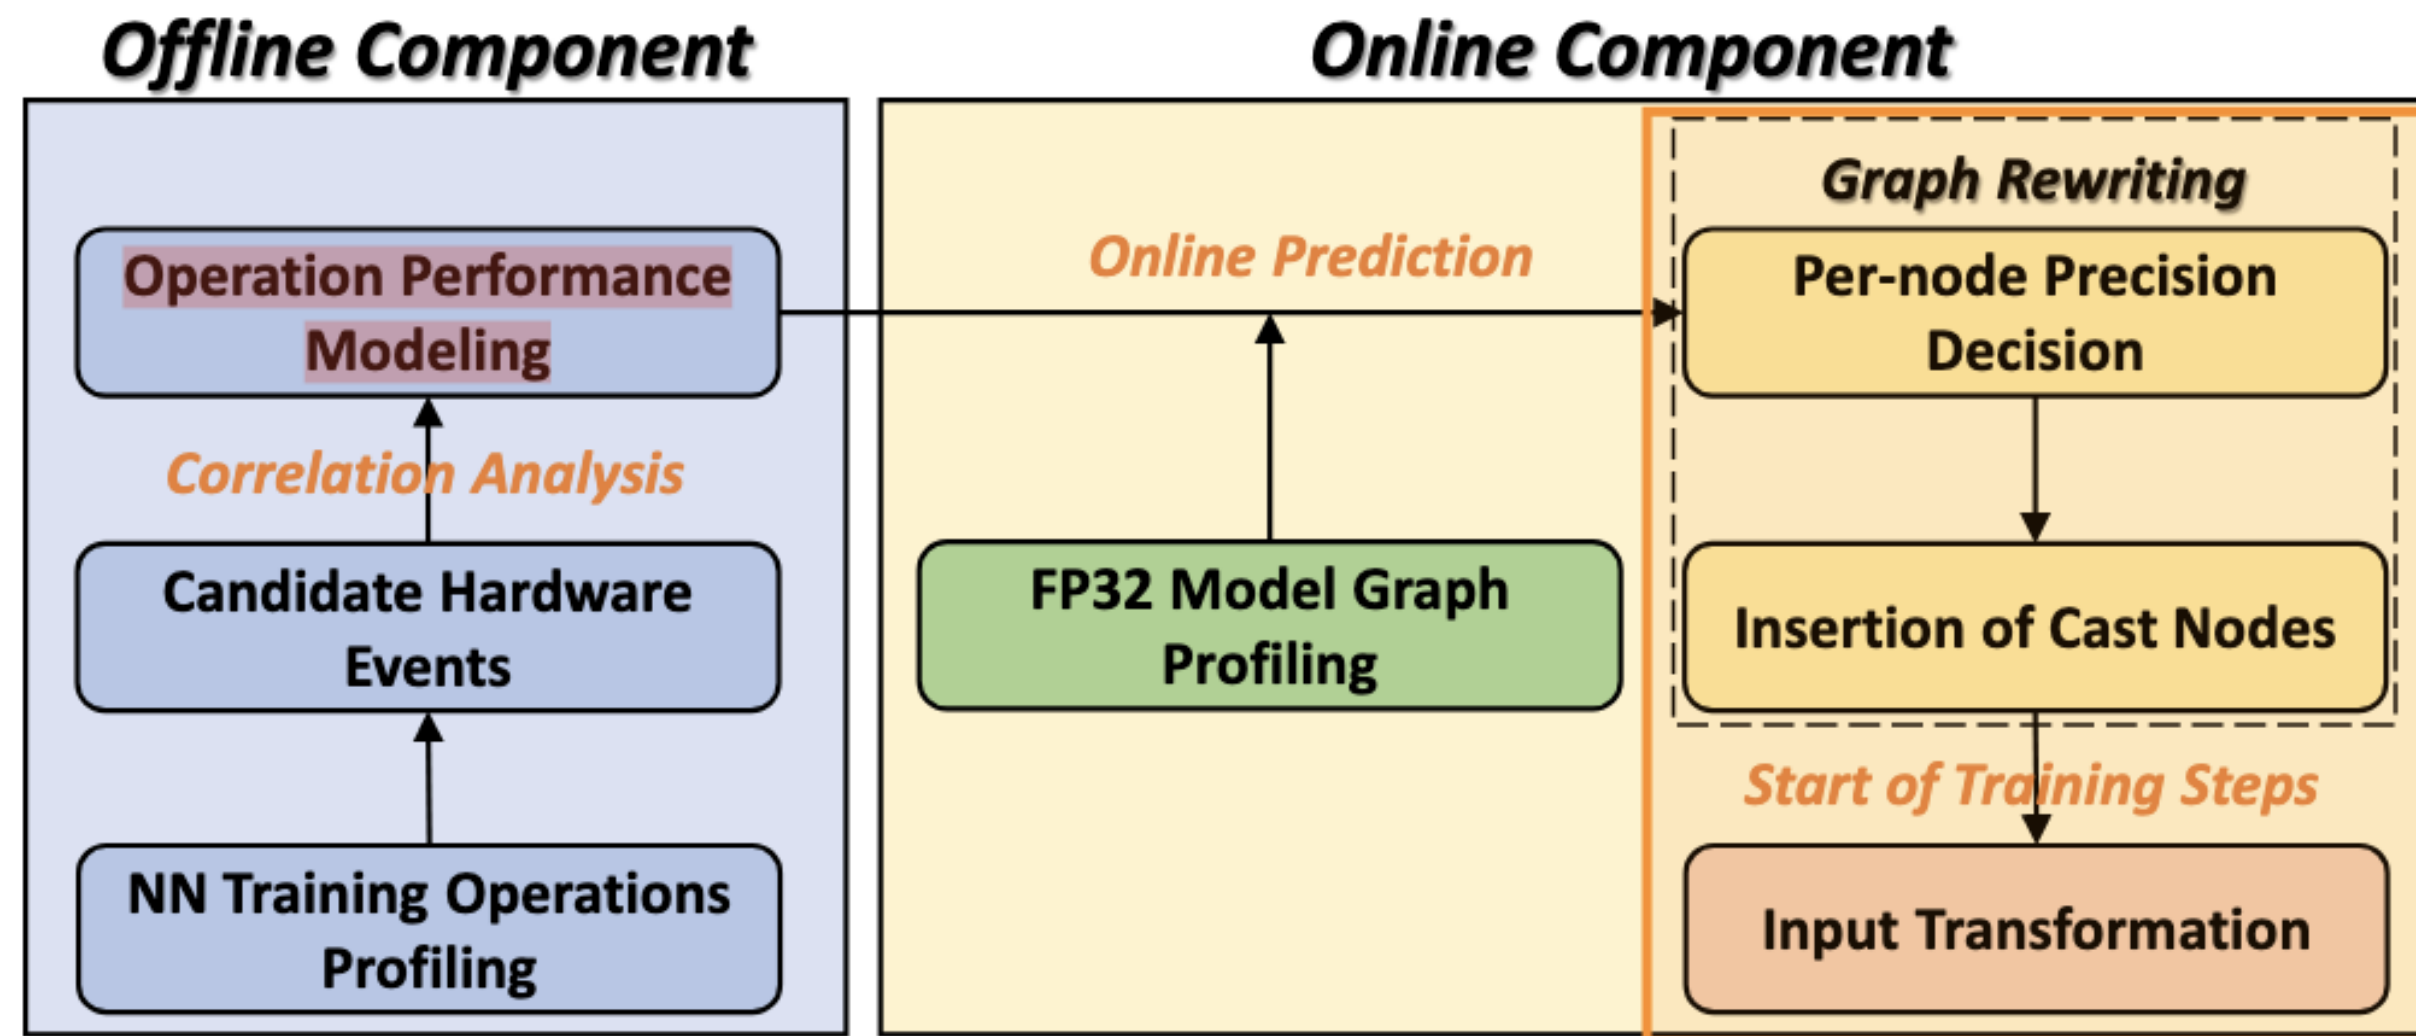 Offline Component
Operation Performance
Modeling
Correlation Analysis
Candidate Hardware
Events
NN Training Operations
Profiling
Online Component
Online Prediction
FP32 Model Graph
Profiling
Graph Rewriting
Per-node Precision
Decision
Insertion of Cast Nodes
Start of Training Steps
Input Transformation